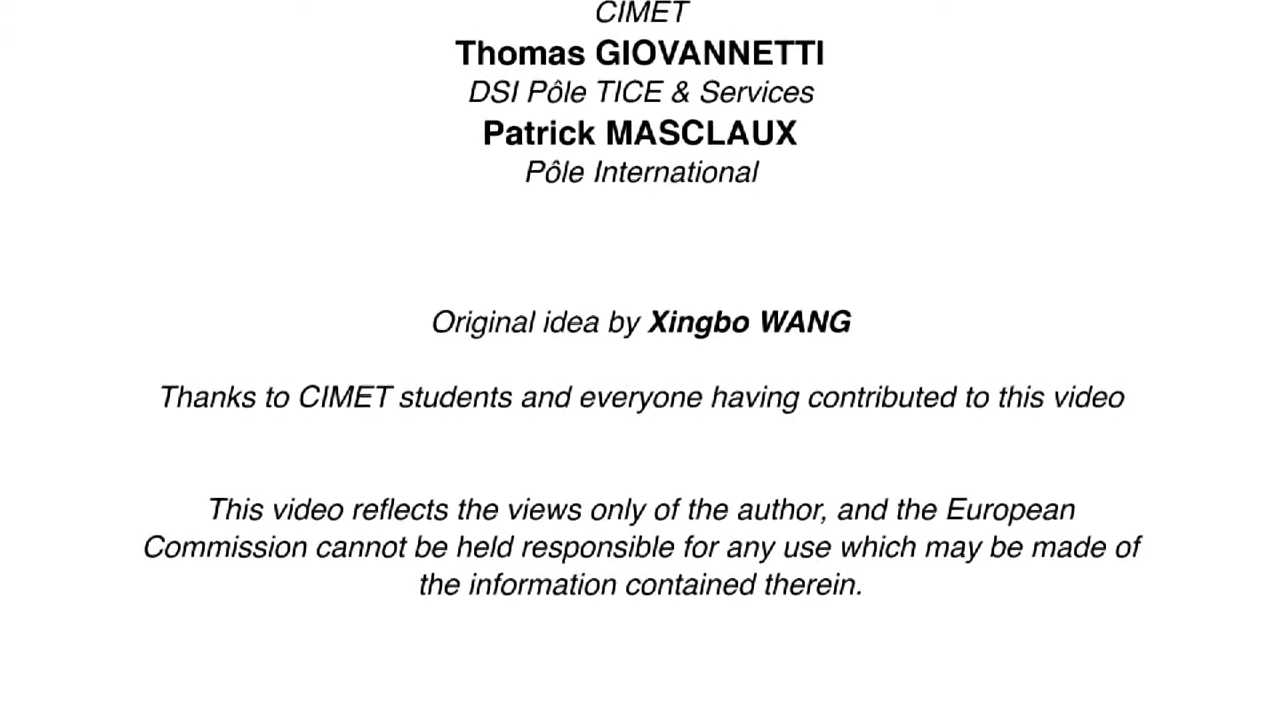 CIMET
Thomas GIOVANNETTI
DSI Pôle TICE & Services
Patrick MASCLAUX
Pôle International
Original idea by Xingbo WANG
Thanks to CIMET students and everyone having contributed to this video
This video reflects the views only of the author, and the European
Commission cannot be held responsible for any use which may be made of
the information contained therein.